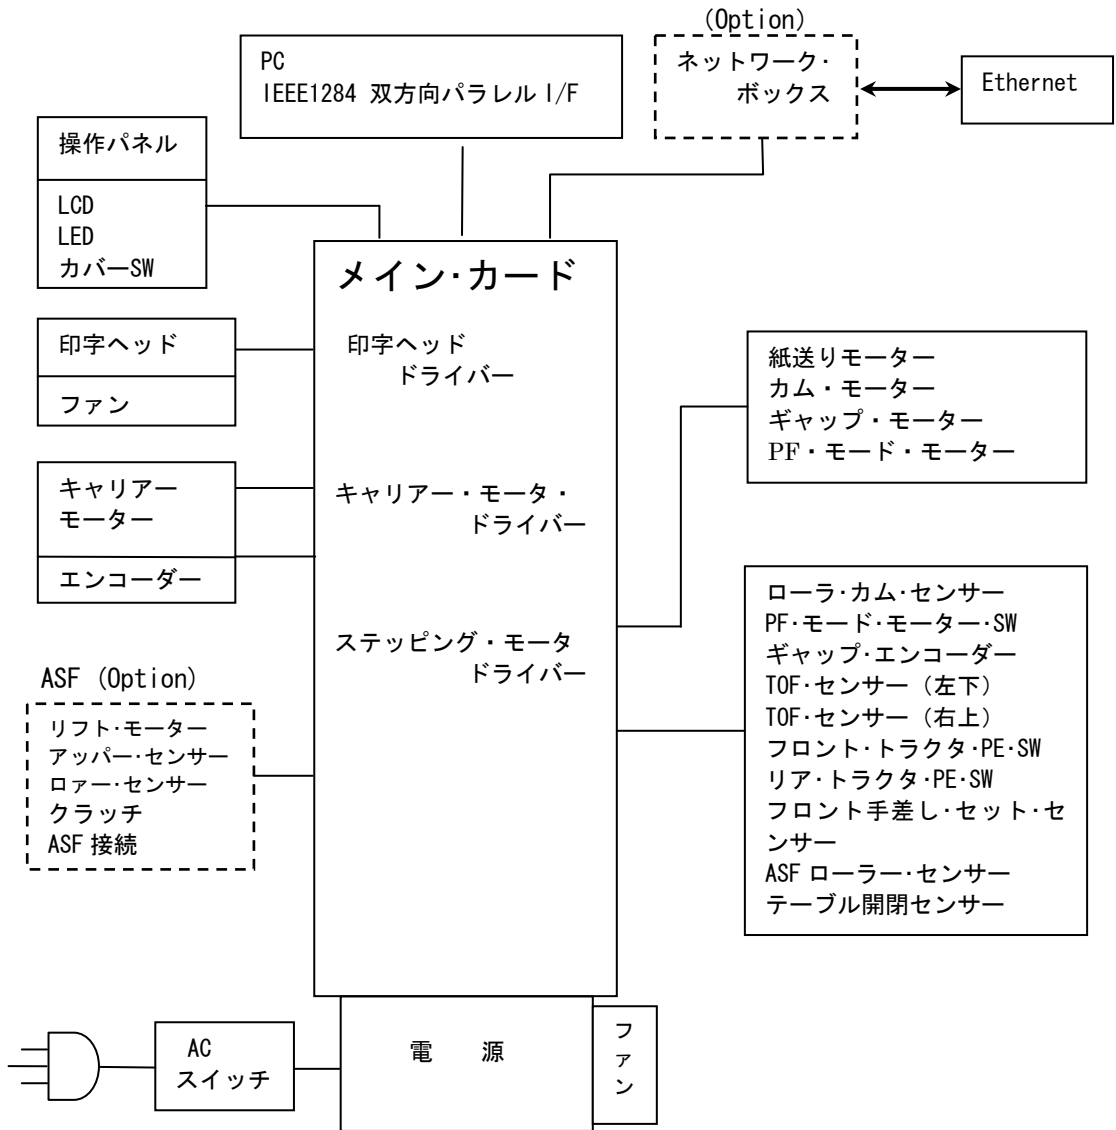 (Option)
PC
IEEE1284 双方向パラレル I/F
ネットワーク・
ボックス
Ethernet
操作パネル
LCD
LED
カバーSW
メイン・カード
印字ヘッド
ファン
印字ヘッド
ドライバー
紙送りモーター
カム・モーター
ギャップ・モーター
PF・モード・モーター
キャリアー
モーター
エンコーダー
キャリアー・モータ・
ドライバー
ステッピング・モータ
ドライバー
ローラ・カム・センサー
PF・モード・モーター・SW
ギャップ・エンコーダー
TOF・センサー（左下）
TOF・センサー（右上）
フロント・トラクタ・PE・SW
リア・トラクタ・PE・SW
フロント手差し・セット・セ
ンサー
ASF ローラー・センサー
テーブル開閉センサー
ASF (Option)
リフト・モーター
アッパー・センサー
ロァー・センサー
クラッチ
ASF 接続
AC
スイッチ
電　源
ファン